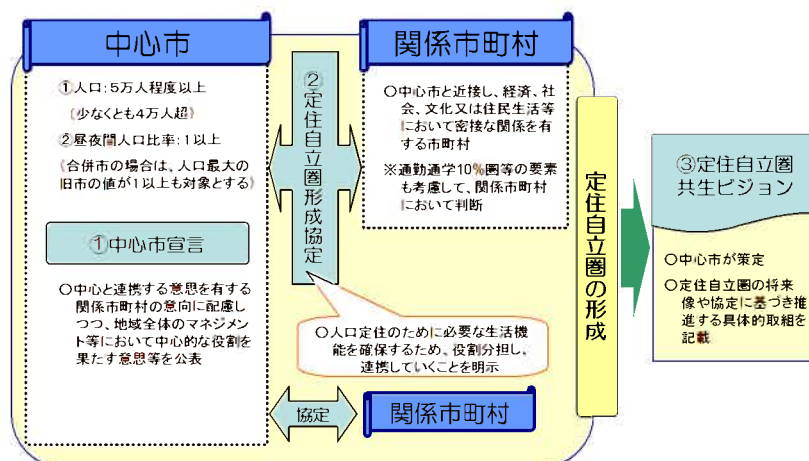 中心市
①人口:5万人程度以上
(少なくとも4万人超)
②昼夜間人口比率:1以上
(合併市の場合は、人口最大の
旧市の値が1以上も対象とする)
①中心市宣言
○中心と連携する意思を有する
関係市町村の意向に配慮し
つつ、地域全体のマネジメン
ト等において中心的な役割を
果たす意思等を公表
②定住自立圏形成協定
関係市町村
○中心市と近接し、経済、社
会、文化又は住民生活等
において密接な関係を有
する市町村
※通勤通学10%圏等の要素
も考慮して、関係市町村
において判断
○人口定住のために必要な生活機
能を確保するため、役割分担し、
連携していくことを明示
協定
関係市町村
定住自立圏の形成
③定住自立圏
共生ビジョン
○中心市が策定
○定住自立圏の将来
像や協定に基づき推
進する具体的取組を
記載